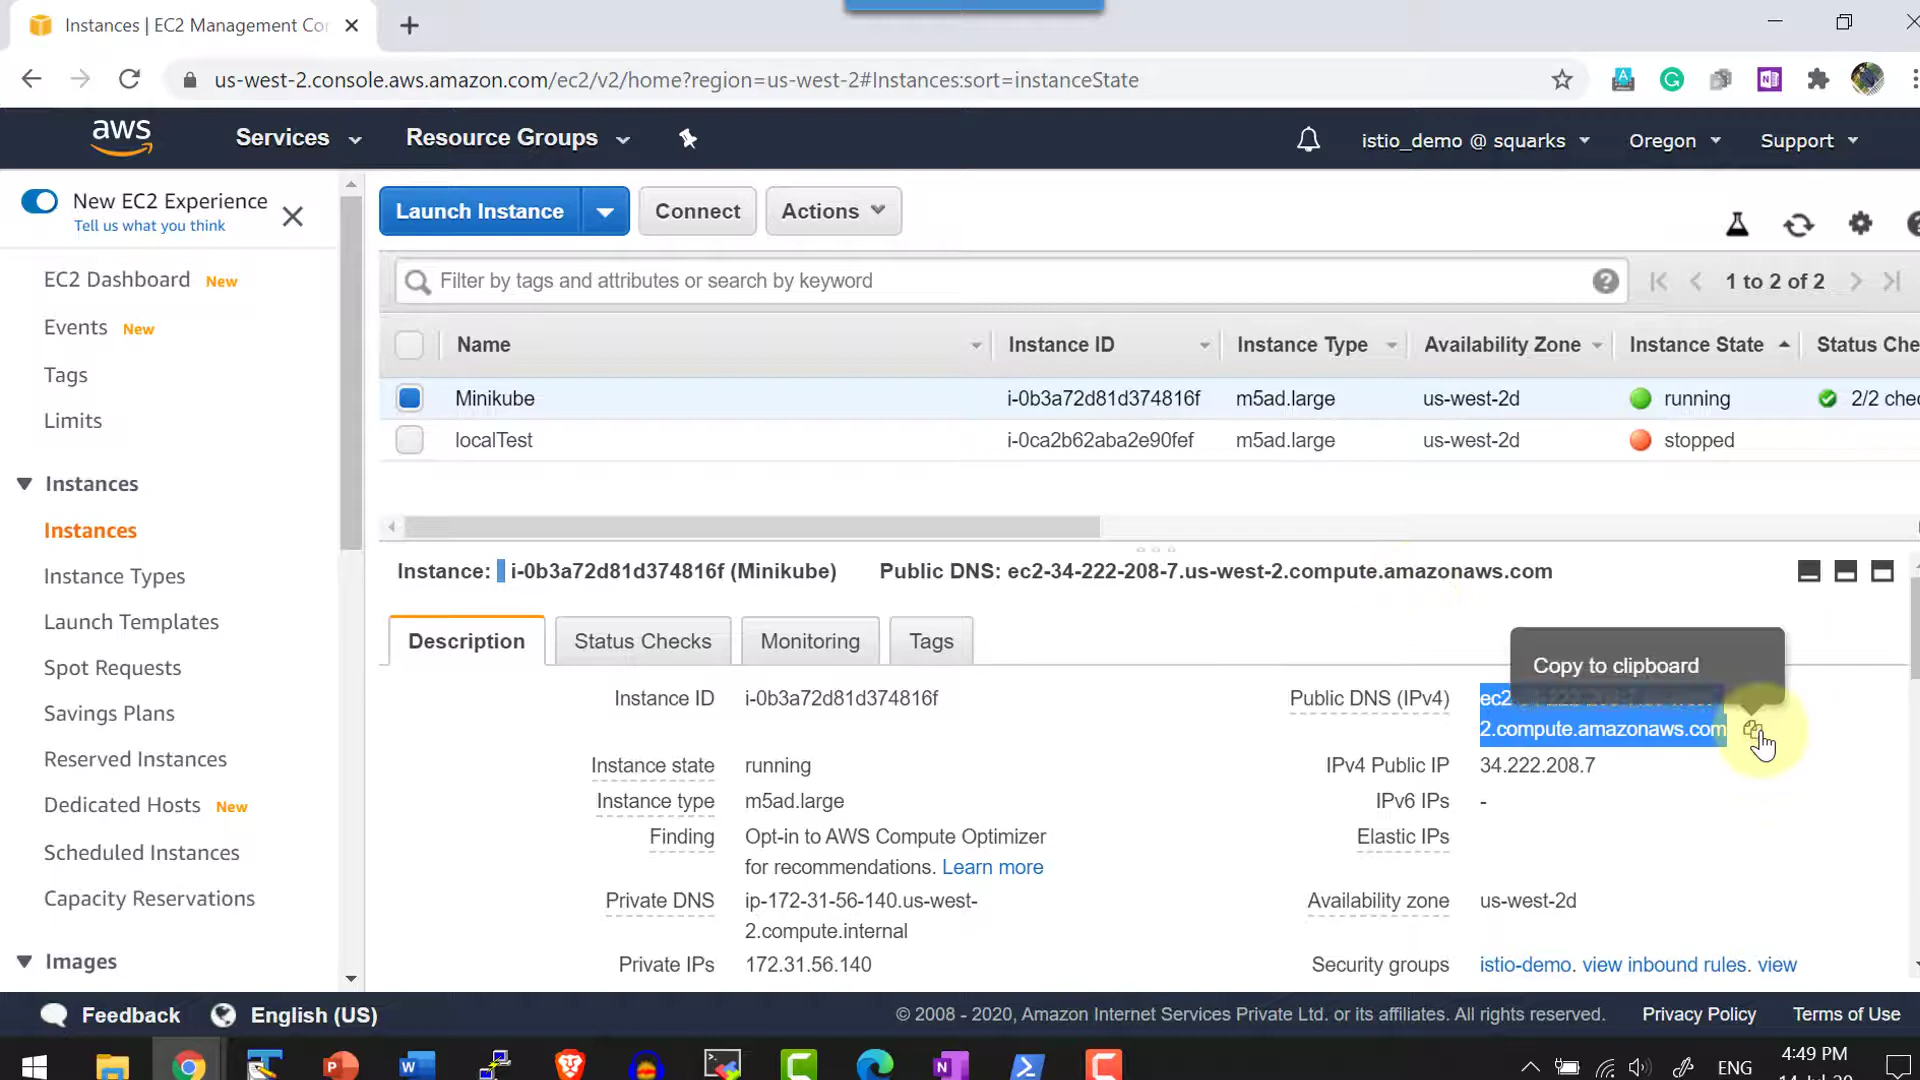 Instances | EC2 Management Co
us-west-2.console.aws.amazon.com/ec2/v2/home?region=us-west-2#Instances:sort=instanceState
aws
Services
Resource Groups
istio_demo @ squarks
Oregon
Support
New EC2 Experience
Tell us what you think
EC2 Dashboard New
Events New
Tags
Limits
Instances
Instances
Instance Types
Launch Templates
Spot Requests
Savings Plans
Reserved Instances
Dedicated Hosts New
Scheduled Instances
Capacity Reservations
Images
Launch Instance
Connect
Actions
Filter by tags and attributes or search by keyword
1 to 2 of 2
Name Instance ID Instance Type Availability Zone Instance State Status Che
Minikube i-0b3a72d81d374816f m5ad.large us-west-2d running 2/2 chec
localTest i-0ca2b62aba2e90fef m5ad.large us-west-2d stopped
Instance: i-0b3a72d81d374816f (Minikube) Public DNS: ec2-34-222-208-7.us-west-2.compute.amazonaws.com
Description
Status Checks
Monitoring
Tags
Copy to clipboard
Instance ID i-0b3a72d81d374816f
Instance state running
Instance type m5ad.large
Finding Opt-in to AWS Compute Optimizer
for recommendations. Learn more
Private DNS ip-172-31-56-140.us-west-
2.compute.internal
Private IPs 172.31.56.140
Public DNS (IPv4) ec2
2.compute.amazonaws.com
IPv4 Public IP 34.222.208.7
IPv6 IPs -
Elastic IPs
Availability zone us-west-2d
Security groups istio-demo. view inbound rules. view
Feedback
English (US)
© 2008 - 2020, Amazon Internet Services Private Ltd. or its affiliates. All rights reserved.
Privacy Policy
Terms of Use
ENG
4:49 PM